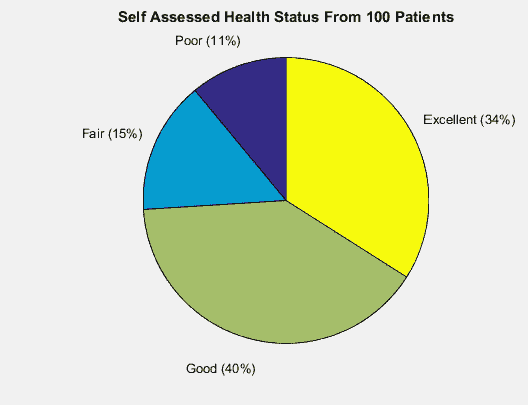 Self Assessed Health Status From 100 Patients
Poor (11%)
Excellent (34%)
Fair (15%)
Good (40%)